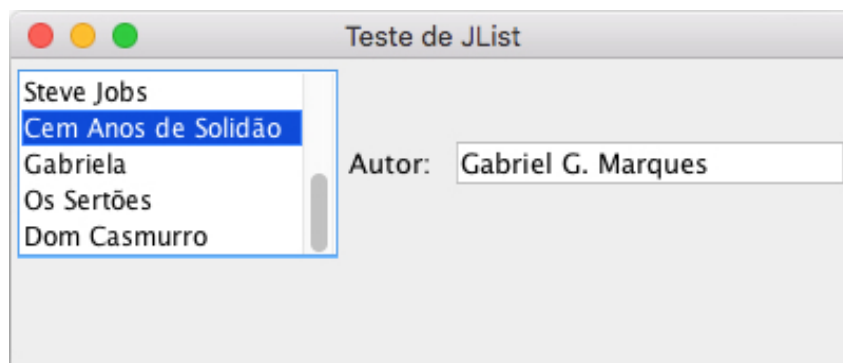 Teste de JList
Steve Jobs
Cem Anos de Solidão
Gabriela
Os Sertões
Dom Casmurro
Autor: Gabriel G. Marques